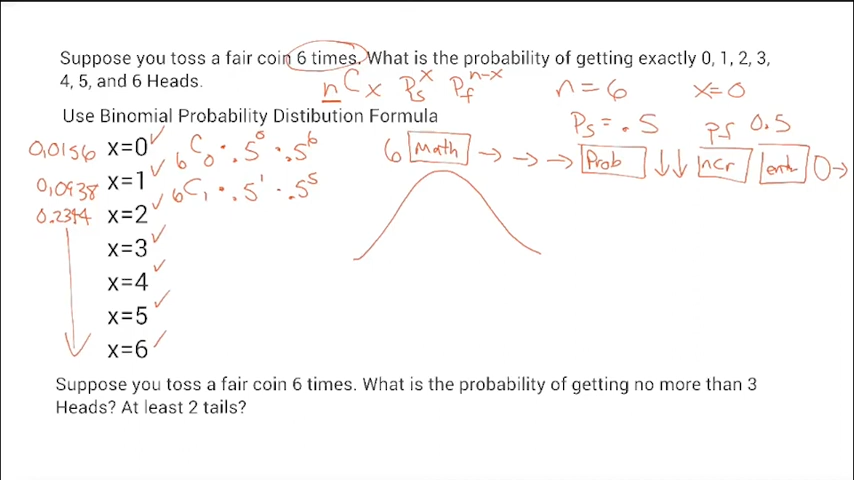 Suppose you toss a fair coin 6 times. What is the probability of getting exactly 0, 1, 2, 3,
4, 5, and 6 Heads.
nCx Ps^x Pf^n-x n=6 x=0
Use Binomial Probability Distibution Formula
Ps=.5 pf 0.5
0,0156 x=0 6C0 · .5^0 · .5^6
6 Math → → → Prob ↓↓ ncr entr 0→
0,0938 x=1 6C1 · .5^1 · .5^5
0.2344 x=2
x=3
x=4
x=5
x=6
Suppose you toss a fair coin 6 times. What is the probability of getting no more than 3
Heads? At least 2 tails?